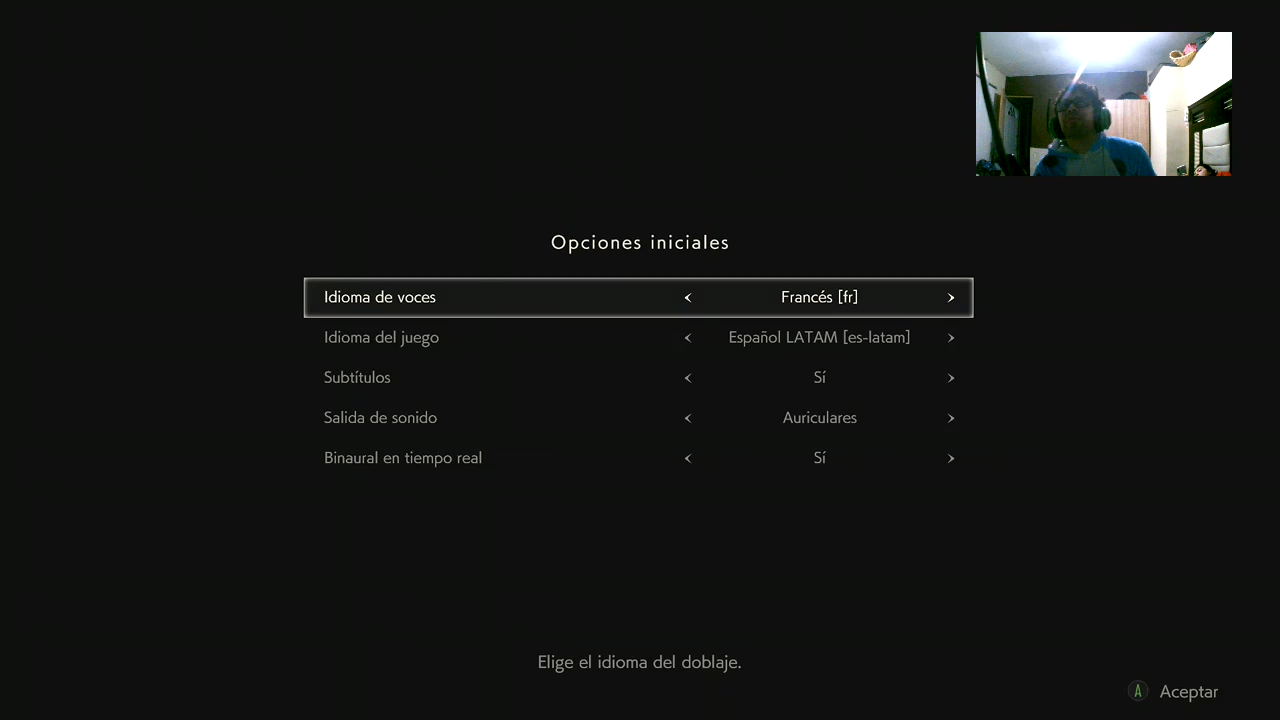 Opciones iniciales
Idioma de voces < Francés [fr] >
Idioma del juego < Español LATAM [es-latam] >
Subtítulos < Sí >
Salida de sonido < Auriculares >
Binaural en tiempo real < Sí >
Elige el idioma del doblaje.
A Aceptar